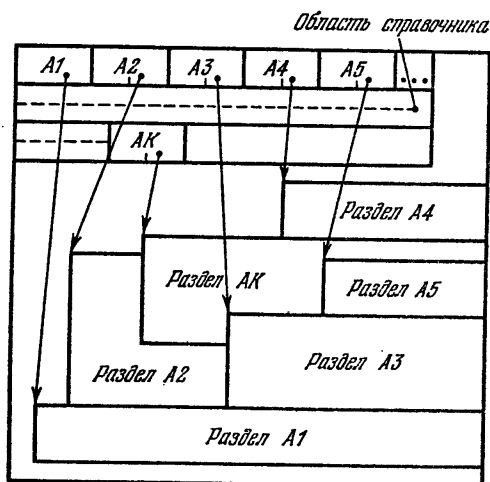 Область справочника
A1 A2 A3 A4 A5 ....
AK
Раздел A4
Раздел AK
Раздел A5
Раздел A2
Раздел A3
Раздел A1